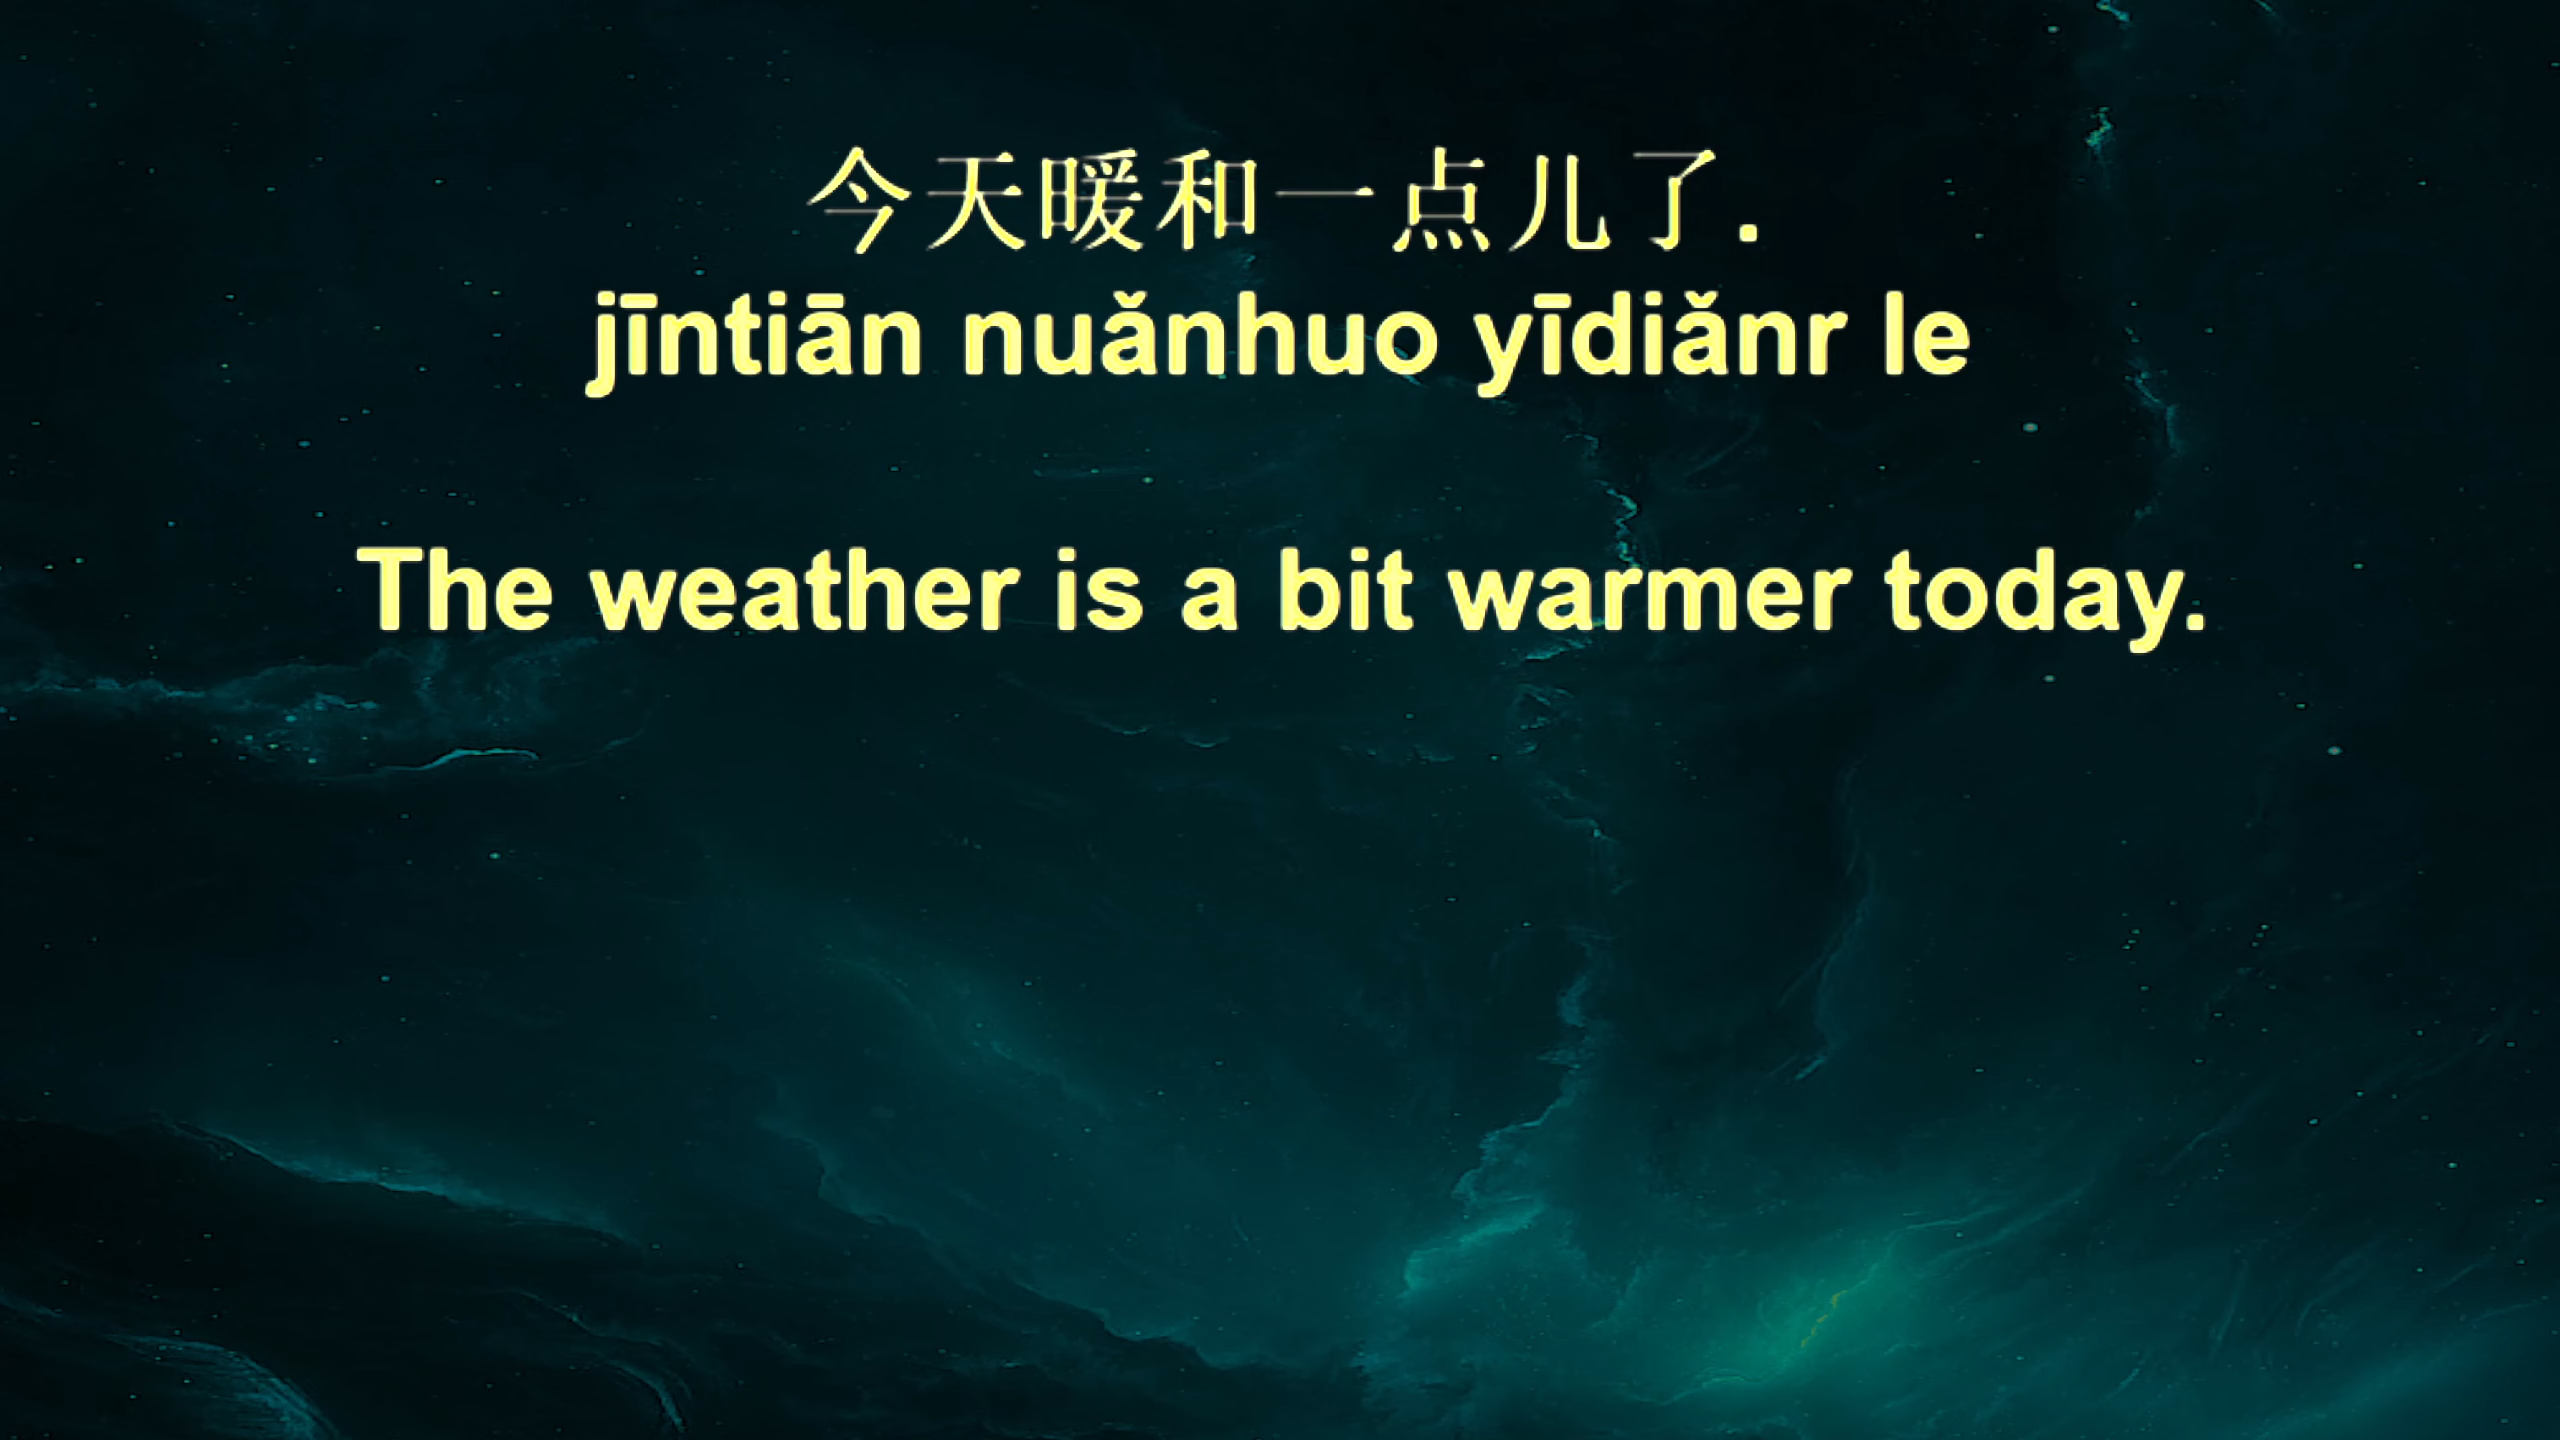 今天暖和一点儿了.
jīntiān nuǎnhuo yīdiǎnr le
The weather is a bit warmer today.